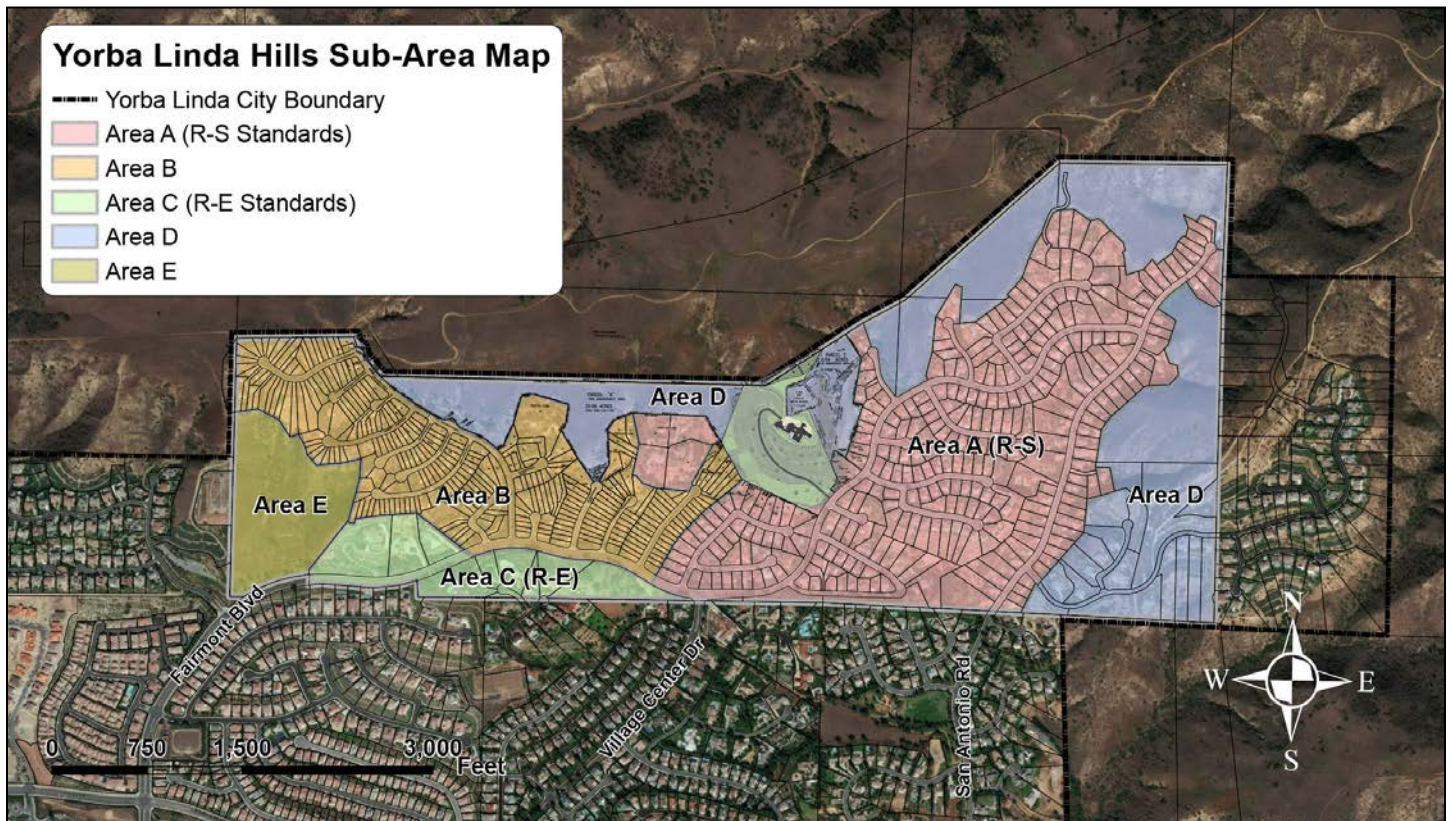 Yorba Linda Hills Sub-Area Map
Yorba Linda City Boundary
Area A (R-S Standards)
Area B
Area C (R-E Standards)
Area D
Area E
Area D
Area A (R-S)
Area E
Area B
Area D
Area C (R-E)
Fairmont Blvd
Village Center Dr
San Antonio Rd
N
W E
S
0 750 1,500 3,000
Feet